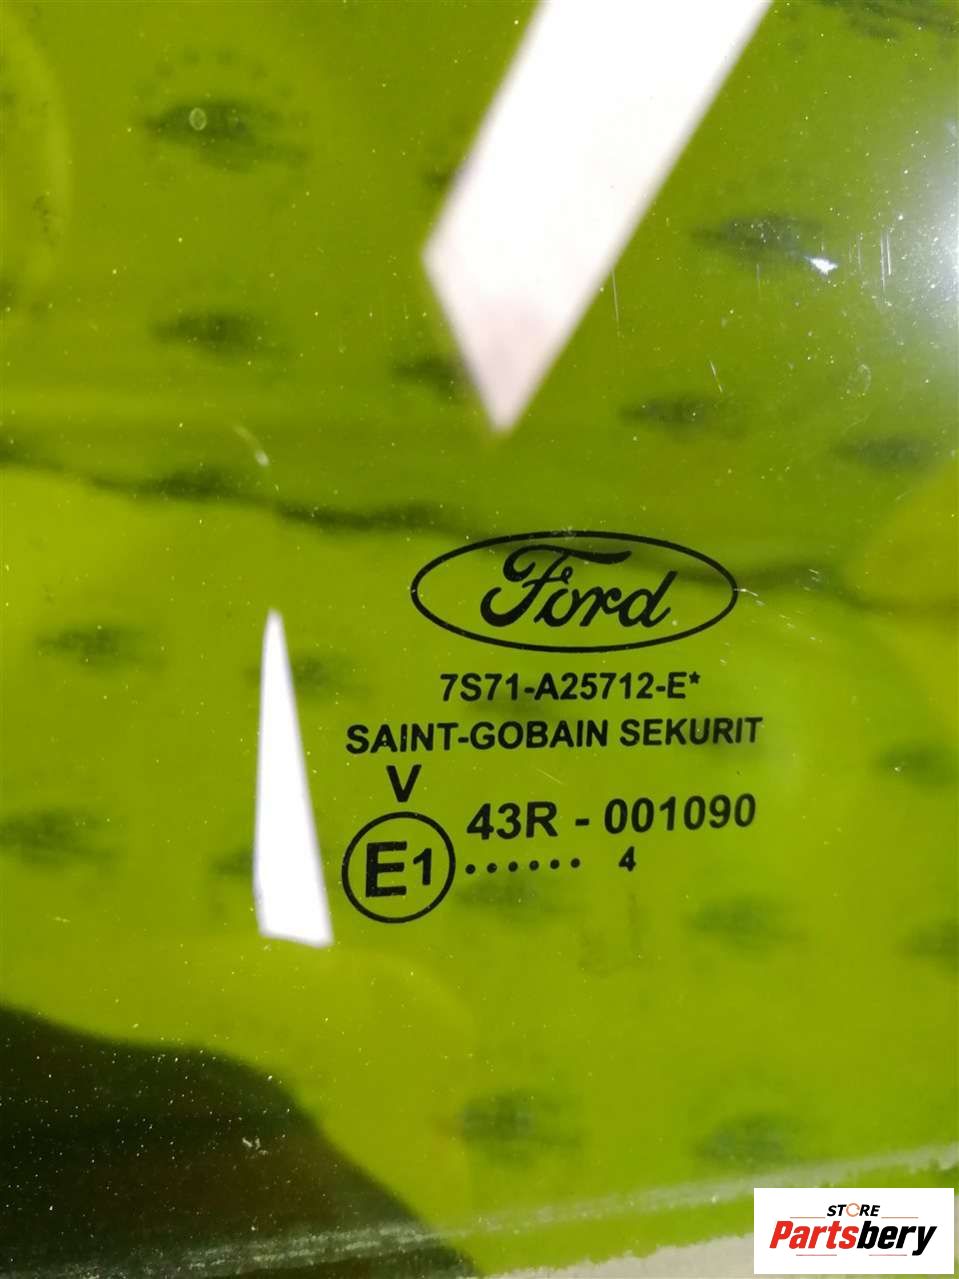 Ford
7S71-A25712-E*
SAINT-GOBAIN SEKURIT
V
43R - 001090
E1 ······ 4
STORE
Partsbery